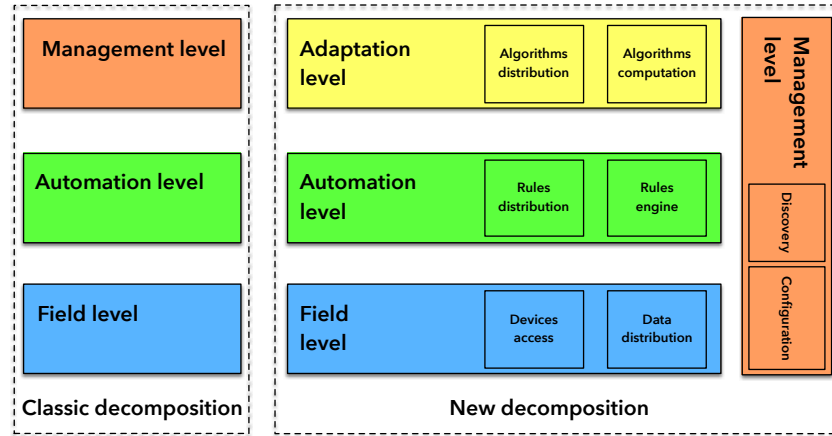 Management level
Automation level
Field level
Classic decomposition
Adaptation
level
Algorithms
distribution
Algorithms
computation
Automation
level
Rules
distribution
Rules
engine
Field
level
Devices
access
Data
distribution
Management
level
Discovery
Configuration
New decomposition